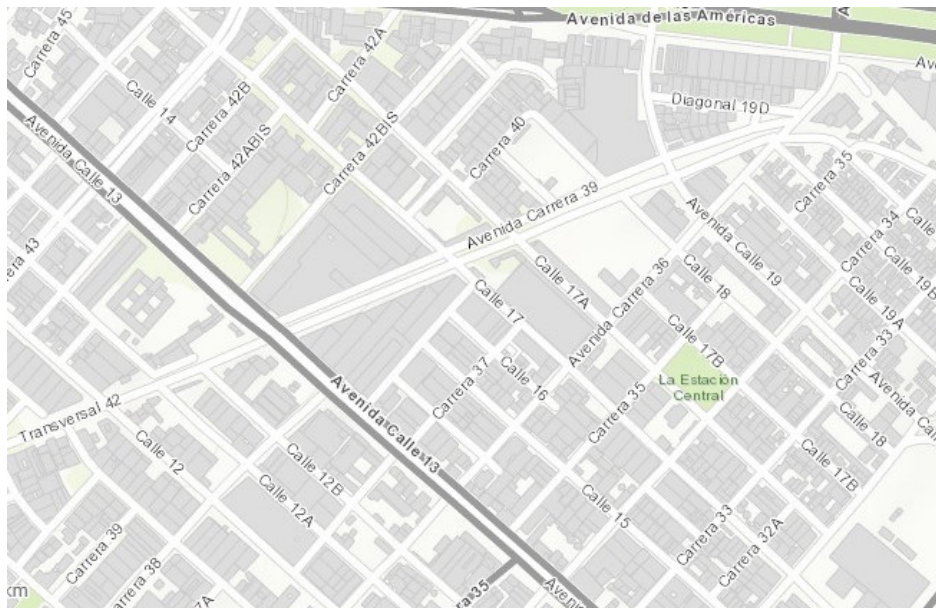 Avenida de las Américas
Carrera 45
Carrera 42A
Calle 14
Carrera 42B
Diagonal 19D
Carrera 42BIS
Carrera 40
Avenida Calle 13
Carrera 42ABIS
Carrera 35
Avenida Carrera 39
Carrera 34
Calle
Avenida Calle 19
Calle 18
Calle 19B
Calle 17A
Avenida Carrera 36
Calle 19A
Calle 17
Calle 17B
Carrera 33
La Estación
Central
Calle 16
Carrera 37
Carrera 35
Avenida Calle 13
Transversal 42
Calle 18
Calle 12
Calle 12B
Calle 17B
Calle 12A
Calle 15
Carrera 33
Carrera 32A
Carrera 39
Carrera 38
km